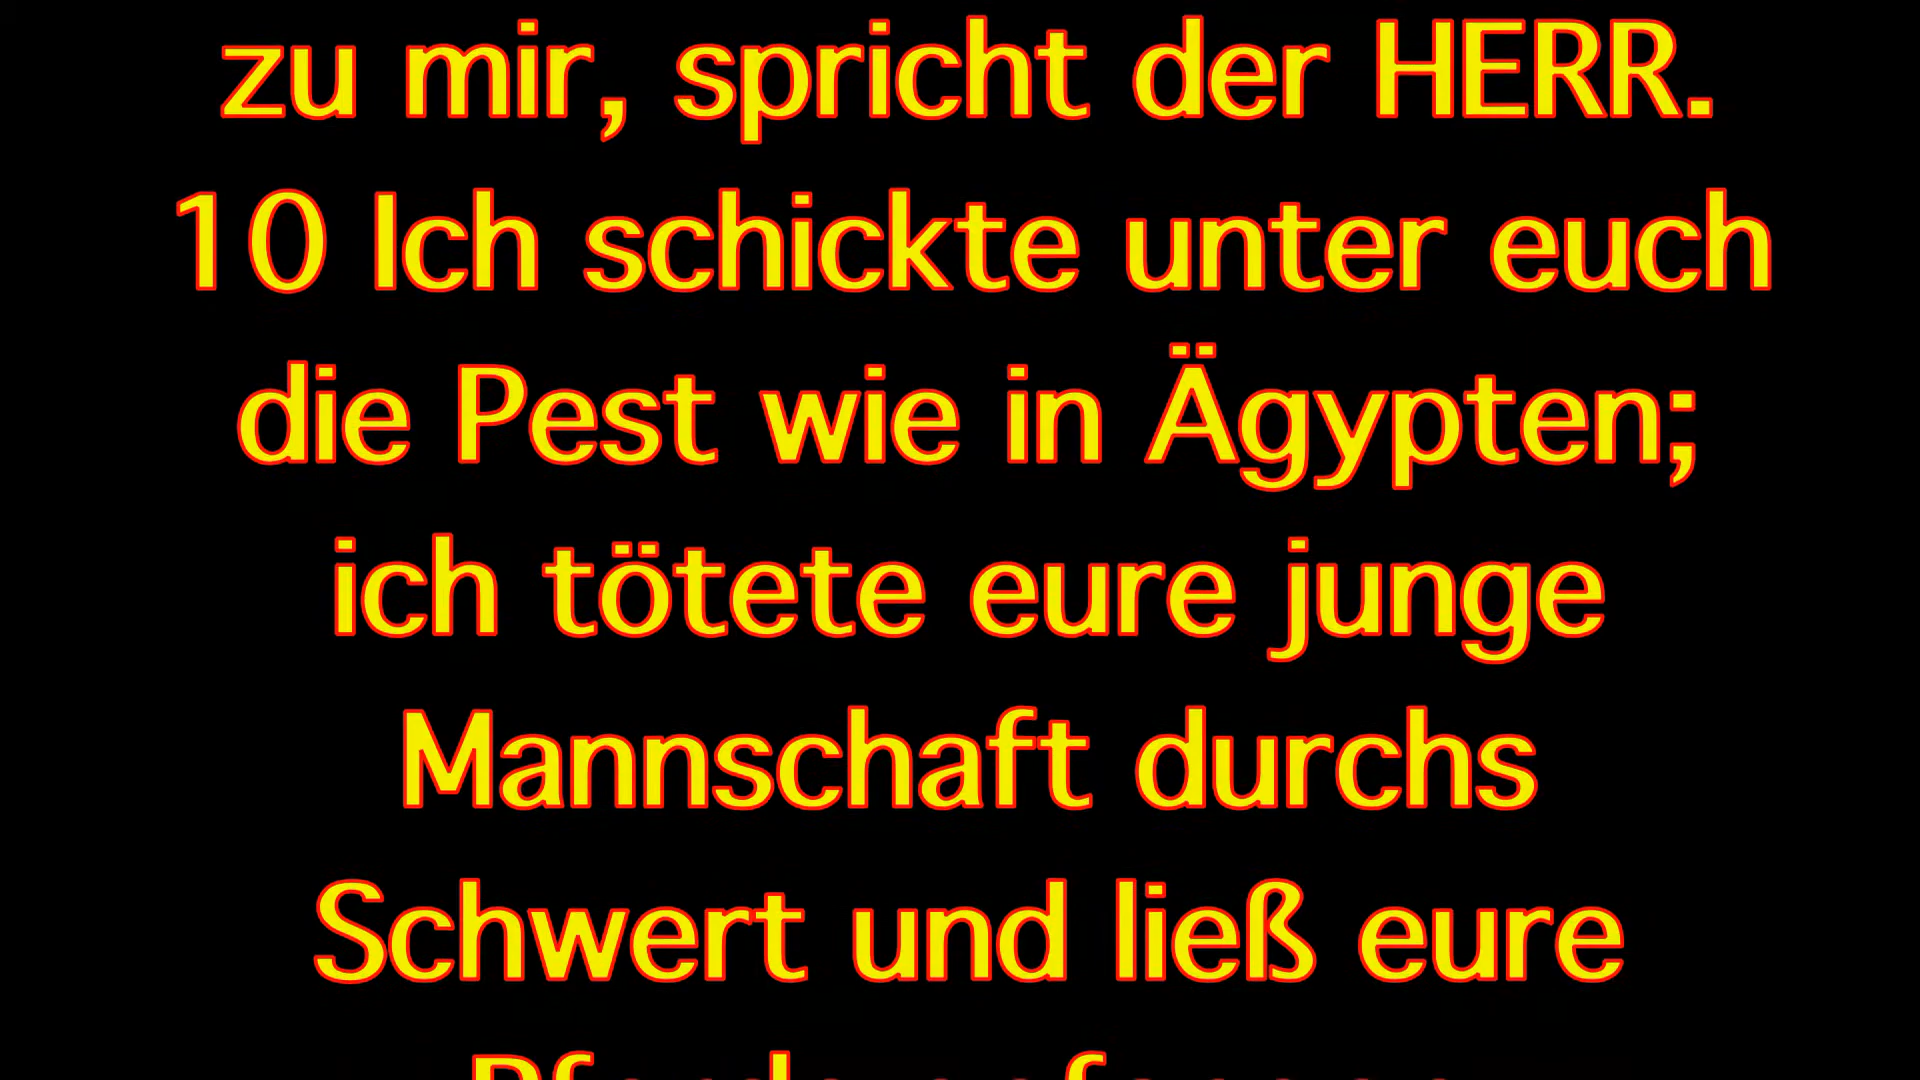 zu mir, spricht der HERR.
10 Ich schickte unter euch
die Pest wie in Ägypten;
ich tötete eure junge
Mannschaft durchs
Schwert und ließ eure